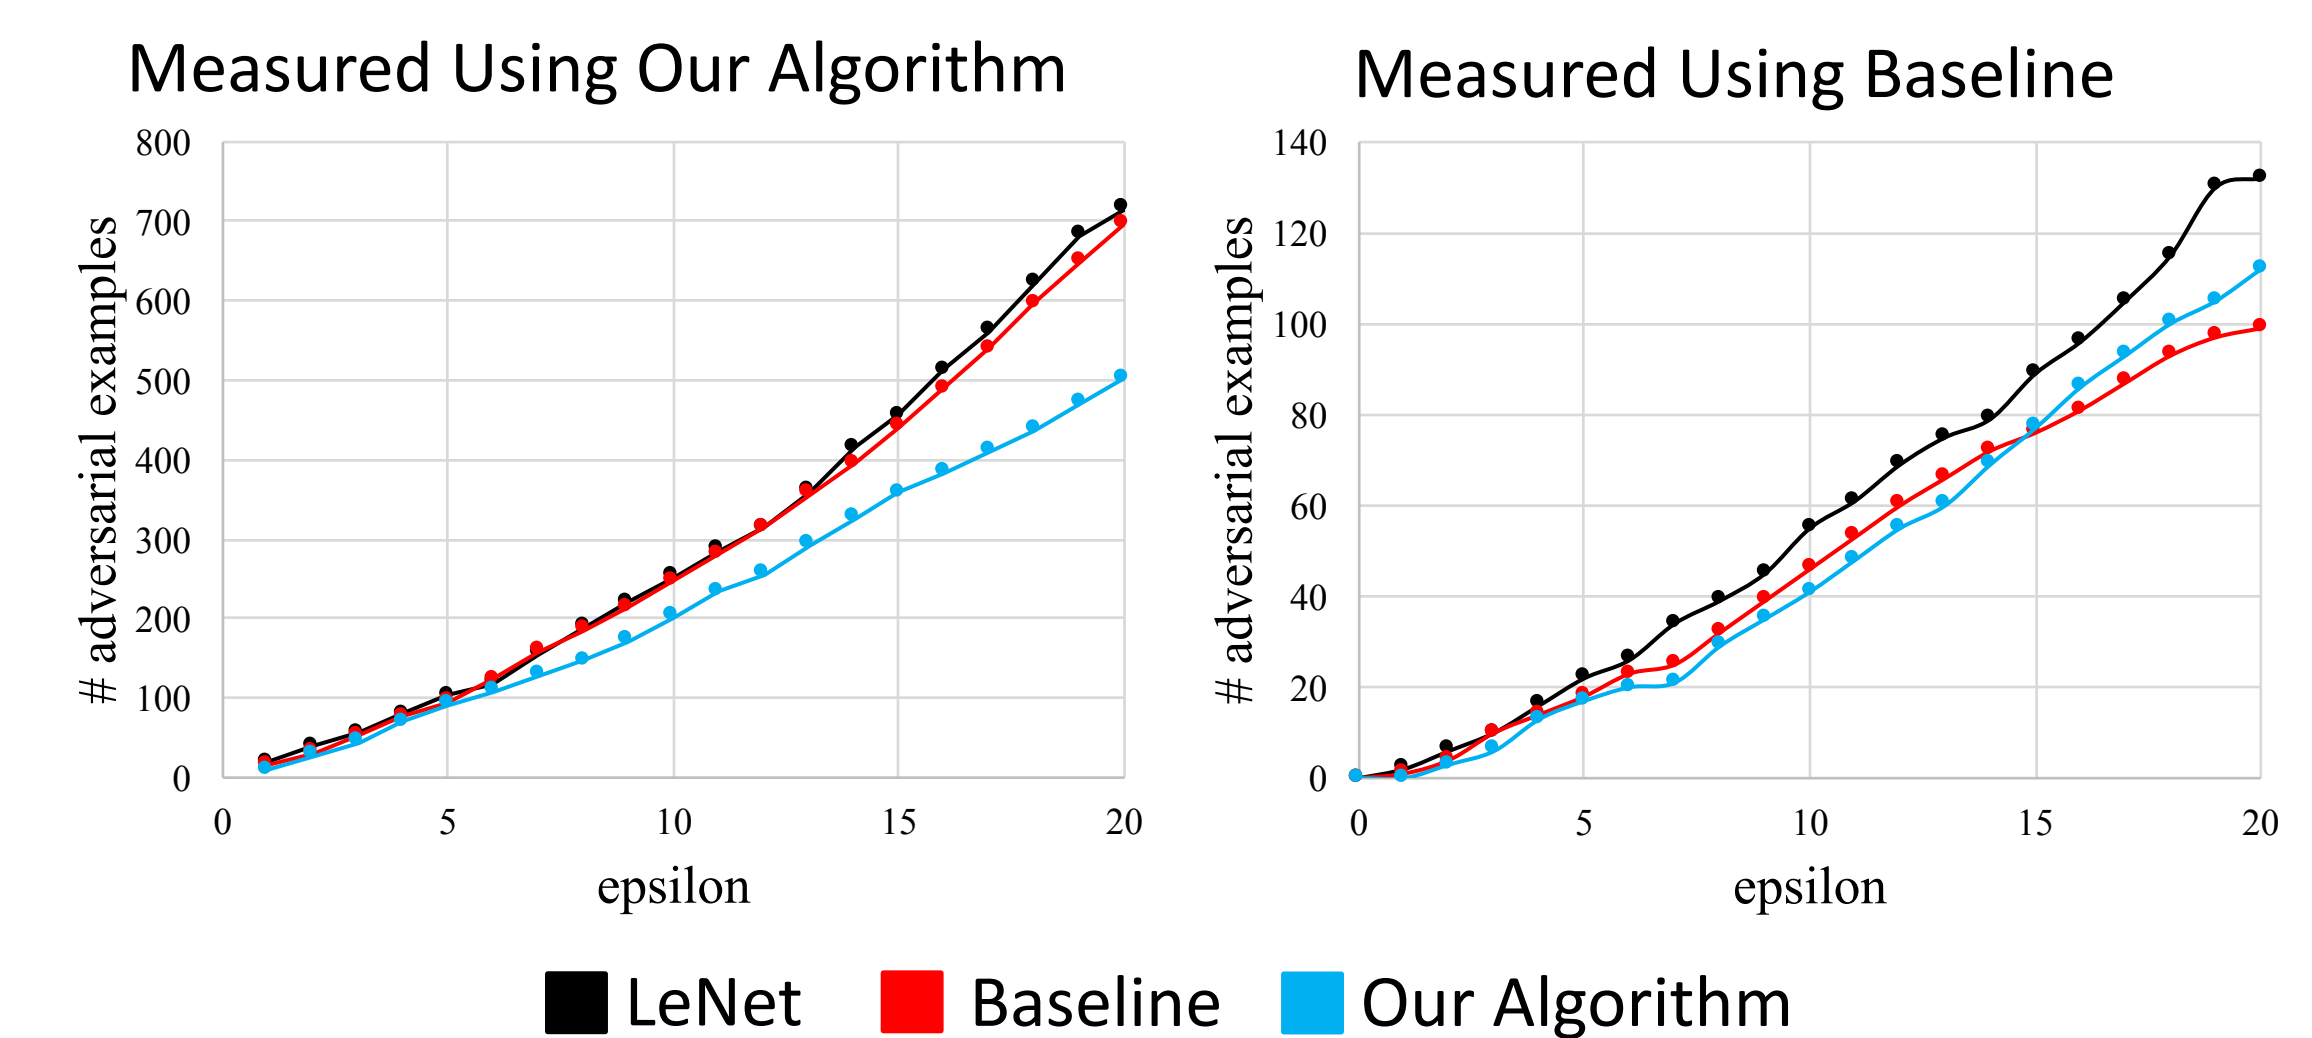 Measured Using Our Algorithm
# adversarial examples
800
700
600
500
400
300
200
100
0
0 5 10 15 20
epsilon
Measured Using Baseline
# adversarial examples
140
120
100
80
60
40
20
0
0 5 10 15 20
epsilon
LeNet Baseline Our Algorithm